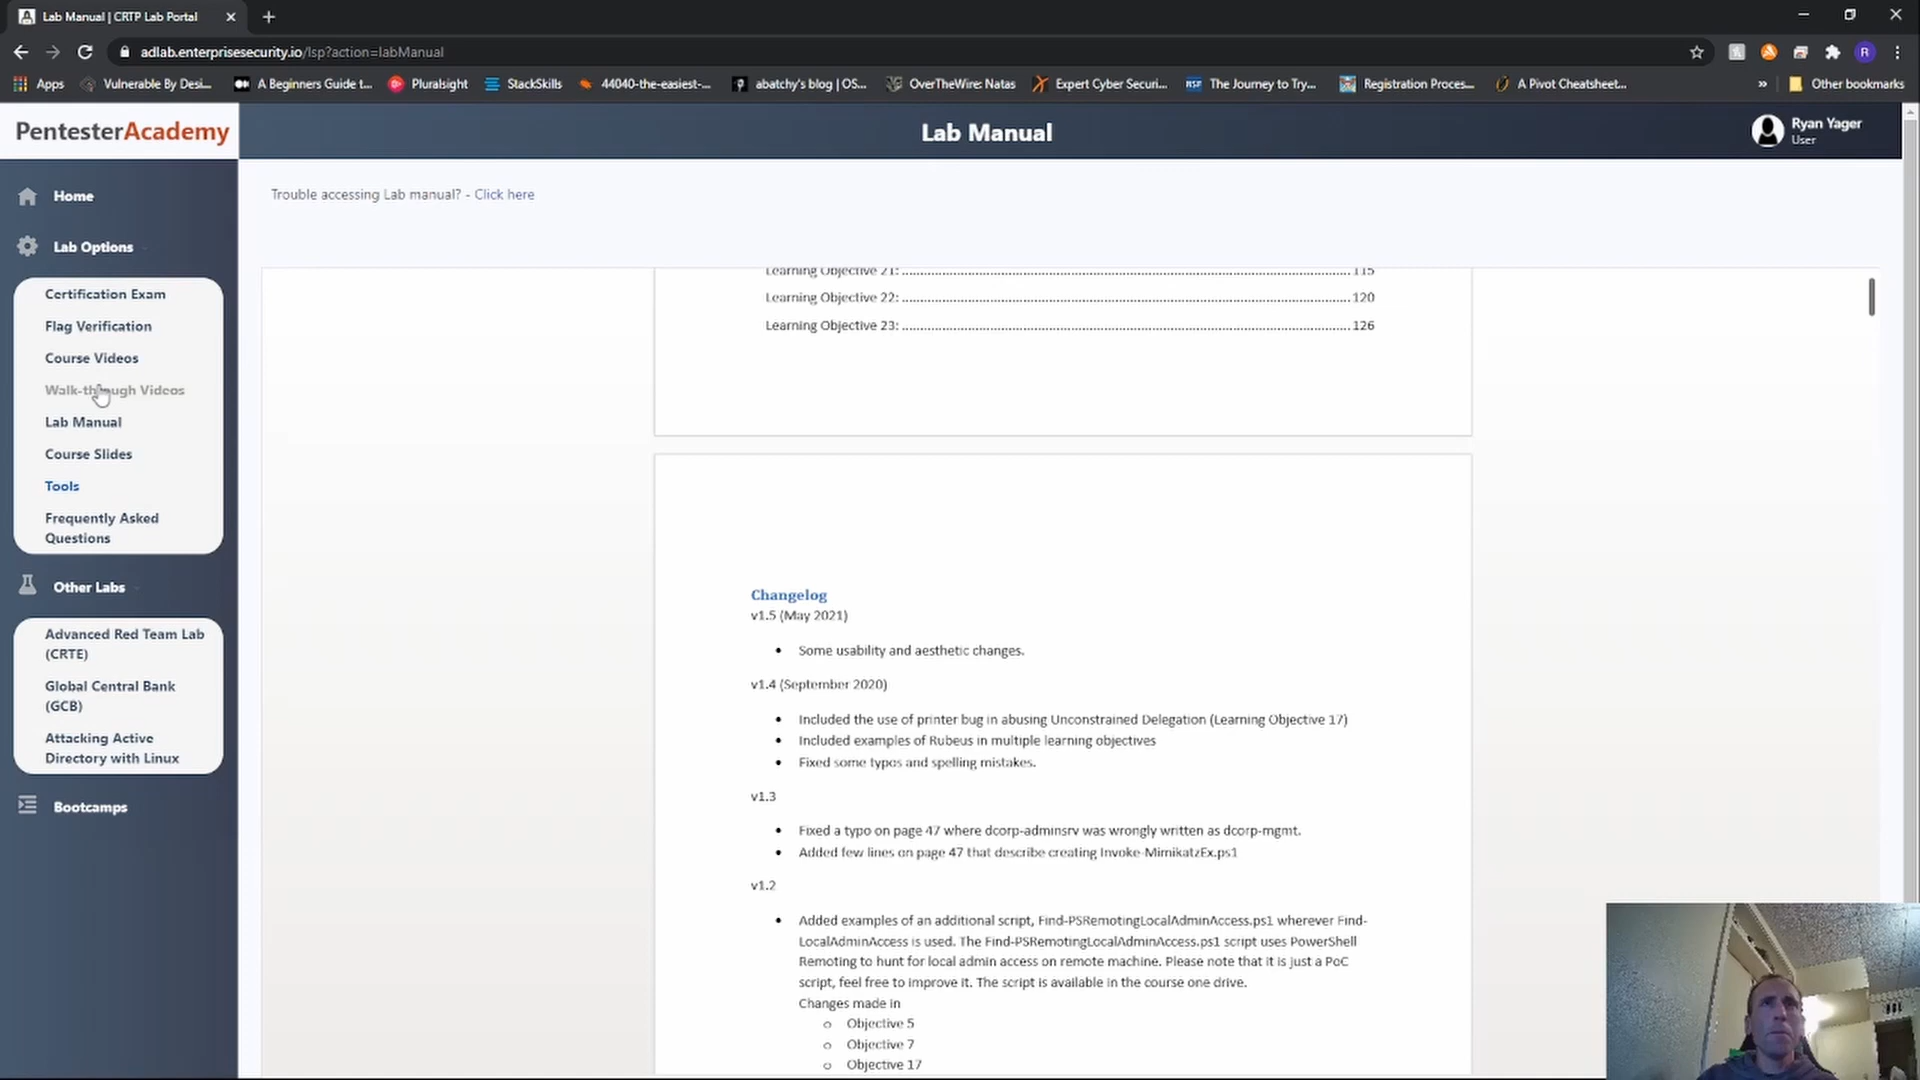 Lab Manual | CRTP Lab Portal
adlab.enterprisesecurity.io/lsp?action=labManual
Apps
Vulnerable By Desi...
A Beginners Guide t...
Pluralsight
StackSkills
44040-the-easiest-...
abatchy's blog | OS...
OverTheWire: Natas
Expert Cyber Securi...
The Journey to Try...
Registration Proces...
A Pivot Cheatsheet...
»
Other bookmarks
PentesterAcademy
Lab Manual
Ryan Yager
User
Home
Lab Options
Certification Exam
Flag Verification
Course Videos
Walk-through Videos
Lab Manual
Course Slides
Tools
Frequently Asked
Questions
Other Labs
Advanced Red Team Lab
(CRTE)
Global Central Bank
(GCB)
Attacking Active
Directory with Linux
Bootcamps
Trouble accessing Lab manual? - Click here
Learning Objective 21: ........ 115
Learning Objective 22: ........ 120
Learning Objective 23: ........ 126
Changelog
v1.5 (May 2021)
• Some usability and aesthetic changes.
v1.4 (September 2020)
• Included the use of printer bug in abusing Unconstrained Delegation (Learning Objective 17)
• Included examples of Rubeus in multiple learning objectives
• Fixed some typos and spelling mistakes.
v1.3
• Fixed a typo on page 47 where dcorp-adminsrv was wrongly written as dcorp-mgmt.
• Added few lines on page 47 that describe creating Invoke-MimikatzEx.ps1
v1.2
• Added examples of an additional script, Find-PSRemotingLocalAdminAccess.ps1 wherever Find-
LocalAdminAccess is used. The Find-PSRemotingLocalAdminAccess.ps1 script uses PowerShell
Remoting to hunt for local admin access on remote machine. Please note that it is just a PoC
script, feel free to improve it. The script is available in the course one drive.
Changes made in
o Objective 5
o Objective 7
o Objective 17